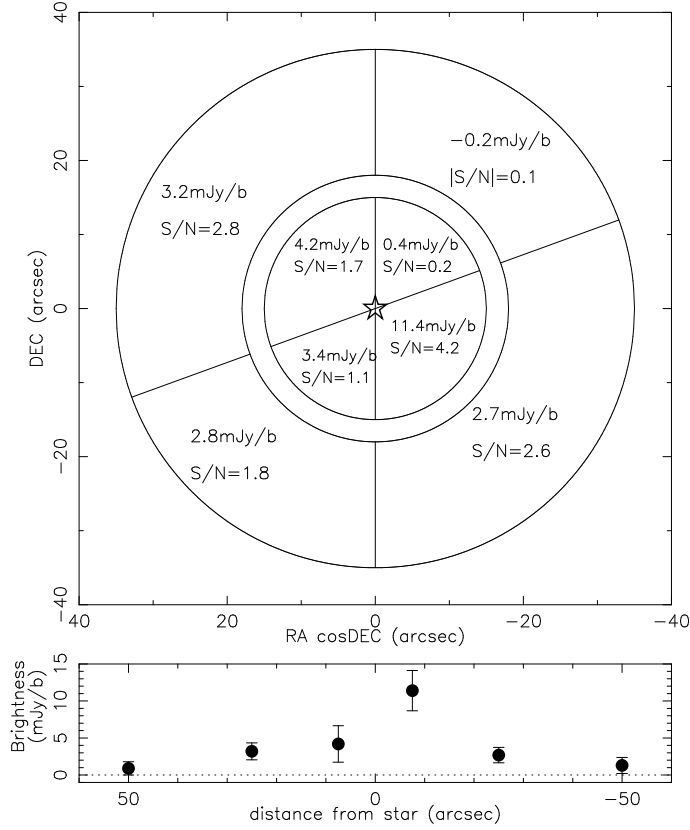 40
20
0
−20
−40
DEC (arcsec)
−0.2mJy/b
|S/N|=0.1
3.2mJy/b
S/N=2.8
4.2mJy/b
S/N=1.7
0.4mJy/b
S/N=0.2
11.4mJy/b
S/N=4.2
3.4mJy/b
S/N=1.1
2.7mJy/b
S/N=2.6
2.8mJy/b
S/N=1.8
40 20 0 −20 −40
RA cosDEC (arcsec)
Brightness
(mJy/b)
15
10
5
0
50 0 −50
distance from star (arcsec)